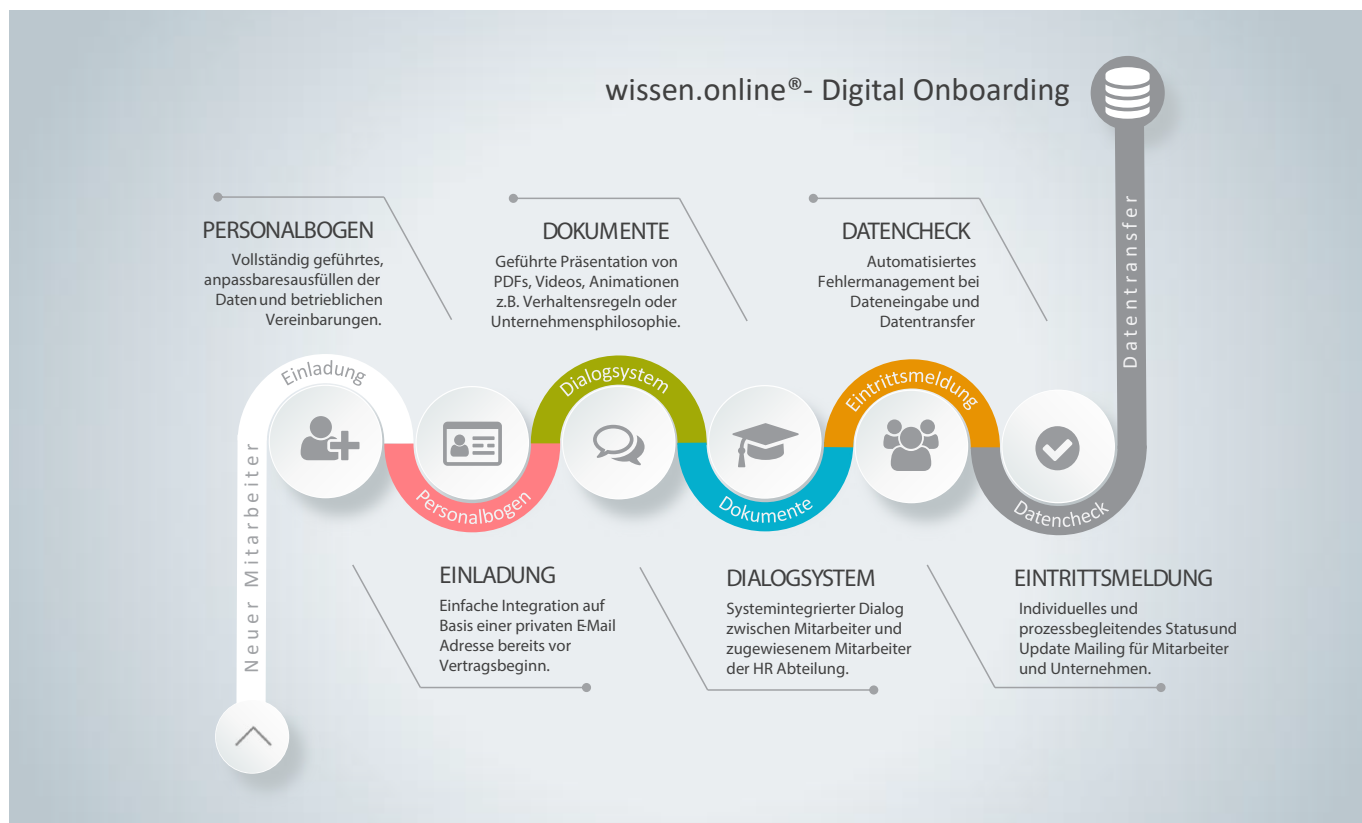 wissen.online®- Digital Onboarding
PERSONALBOGEN
Vollständig geführtes,
anpassbaresausfüllen der
Daten und betrieblichen
Vereinbarungen.
DOKUMENTE
Geführte Präsentation von
PDFs, Videos, Animationen
z.B. Verhaltensregeln oder
Unternehmensphilosophie.
DATENCHECK
Automatisiertes
Fehlermanagement bei
Dateneingabe und
Datentransfer
Neuer Mitarbeiter
Einladung
Personalbogen
Dialogsystem
Dokumente
Eintrittsmeldung
Datencheck
Datentransfer
EINLADUNG
Einfache Integration auf
Basis einer privaten E-Mail
Adresse bereits vor
Vertragsbeginn.
DIALOGSYSTEM
Systemintegrierter Dialog
zwischen Mitarbeiter und
zugewiesenem Mitarbeiter
der HR Abteilung.
EINTRITTSMELDUNG
Individuelles und
prozessbegleitendes Statusund
Update Mailing für Mitarbeiter
und Unternehmen.